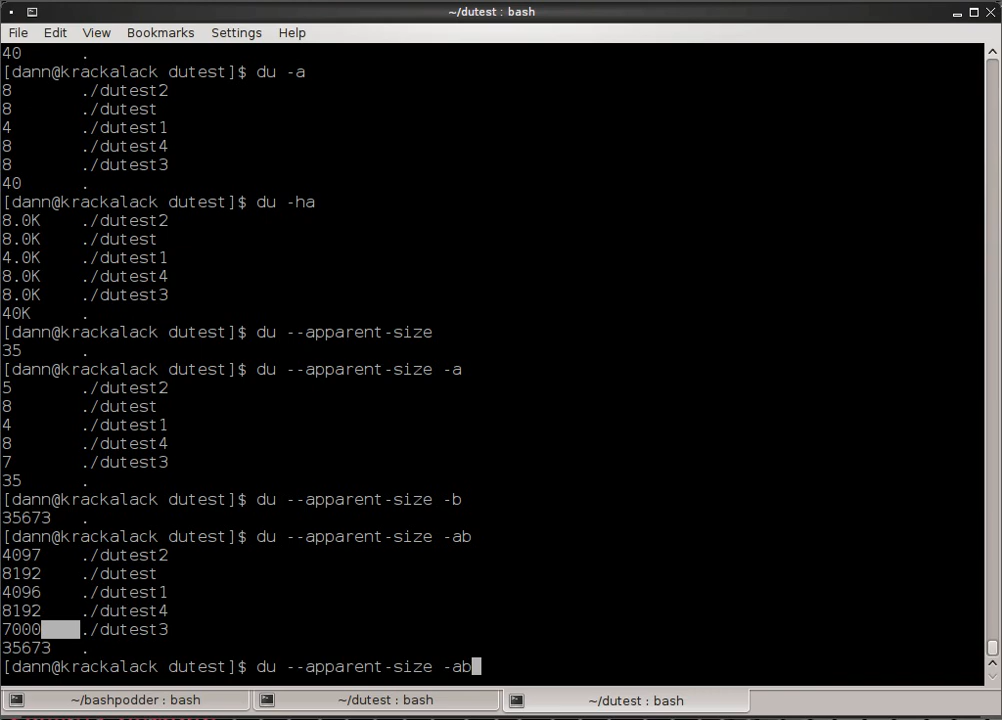 ~/dutest : bash
File Edit View Bookmarks Settings Help
40 .
[dann@krackalack dutest]$ du -a
8 ./dutest2
8 ./dutest
4 ./dutest1
8 ./dutest4
8 ./dutest3
40 .
[dann@krackalack dutest]$ du -ha
8.0K ./dutest2
8.0K ./dutest
4.0K ./dutest1
8.0K ./dutest4
8.0K ./dutest3
40K .
[dann@krackalack dutest]$ du --apparent-size
35 .
[dann@krackalack dutest]$ du --apparent-size -a
5 ./dutest2
8 ./dutest
4 ./dutest1
8 ./dutest4
7 ./dutest3
35 .
[dann@krackalack dutest]$ du --apparent-size -b
35673 .
[dann@krackalack dutest]$ du --apparent-size -ab
4097 ./dutest2
8192 ./dutest
4096 ./dutest1
8192 ./dutest4
7000 ./dutest3
35673 .
[dann@krackalack dutest]$ du --apparent-size -ab
~/bashpodder : bash ~/dutest : bash ~/dutest : bash